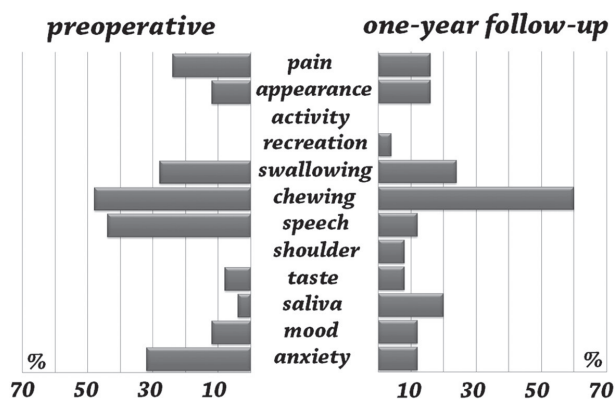 preoperative
one-year follow-up
pain
appearance
activity
recreation
swallowing
chewing
speech
shoulder
taste
saliva
mood
anxiety
% %
70 50 30 10 10 30 50 70